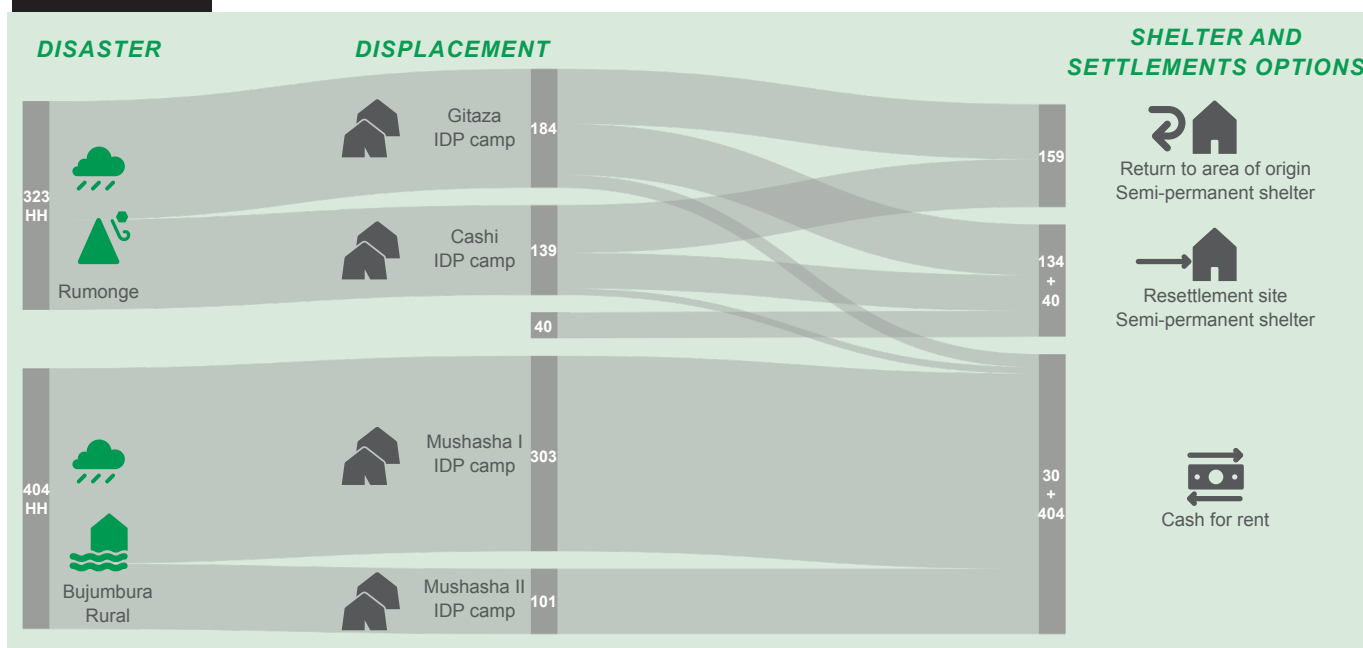 DISASTER
DISPLACEMENT
SHELTER AND
SETTLEMENTS OPTIONS
323
HH
Rumonge
Gitaza
IDP camp
184
Cashi
IDP camp
139
40
159
Return to area of origin
Semi-permanent shelter
134
+
40
Resettlement site
Semi-permanent shelter
404
HH
Bujumbura
Rural
Mushasha I
IDP camp
303
Mushasha II
IDP camp
101
30
+
404
Cash for rent